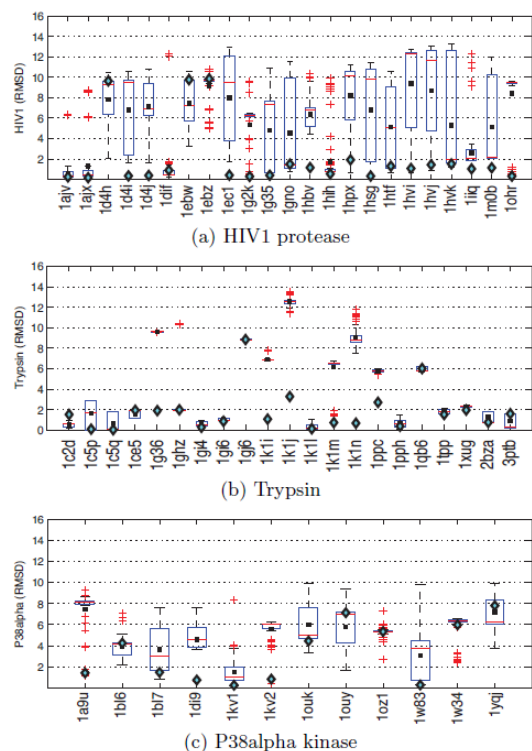 16
14
12
10
8
6
4
2
HIV1 (RMSD)
1ajv 1ajx 1d4h 1d4i 1d4j 1dif 1ebw 1ebz 1ec1 1g2k 1g35 1gno 1hbv 1hih 1hpx 1hsg 1htf 1hvi 1hvj 1hvk 1iiq 1m0b 1ohr
(a) HIV1 protease
16
14
12
10
8
6
4
2
0
Trypsin (RMSD)
1c2d 1c5p 1c5q 1ce5 1g36 1ghz 1gi4 1gi6 1gj6 1k1i 1k1j 1k1l 1k1m 1k1n 1ppc 1pph 1qb6 1tpp 1xug 2bza 3ptb
(b) Trypsin
16
14
12
10
8
6
4
2
P38alpha (RMSD)
1a9u 1bl6 1bl7 1di9 1kv1 1kv2 1ouk 1ouy 1oz1 1w83 1w84 1yqj
(c) P38alpha kinase